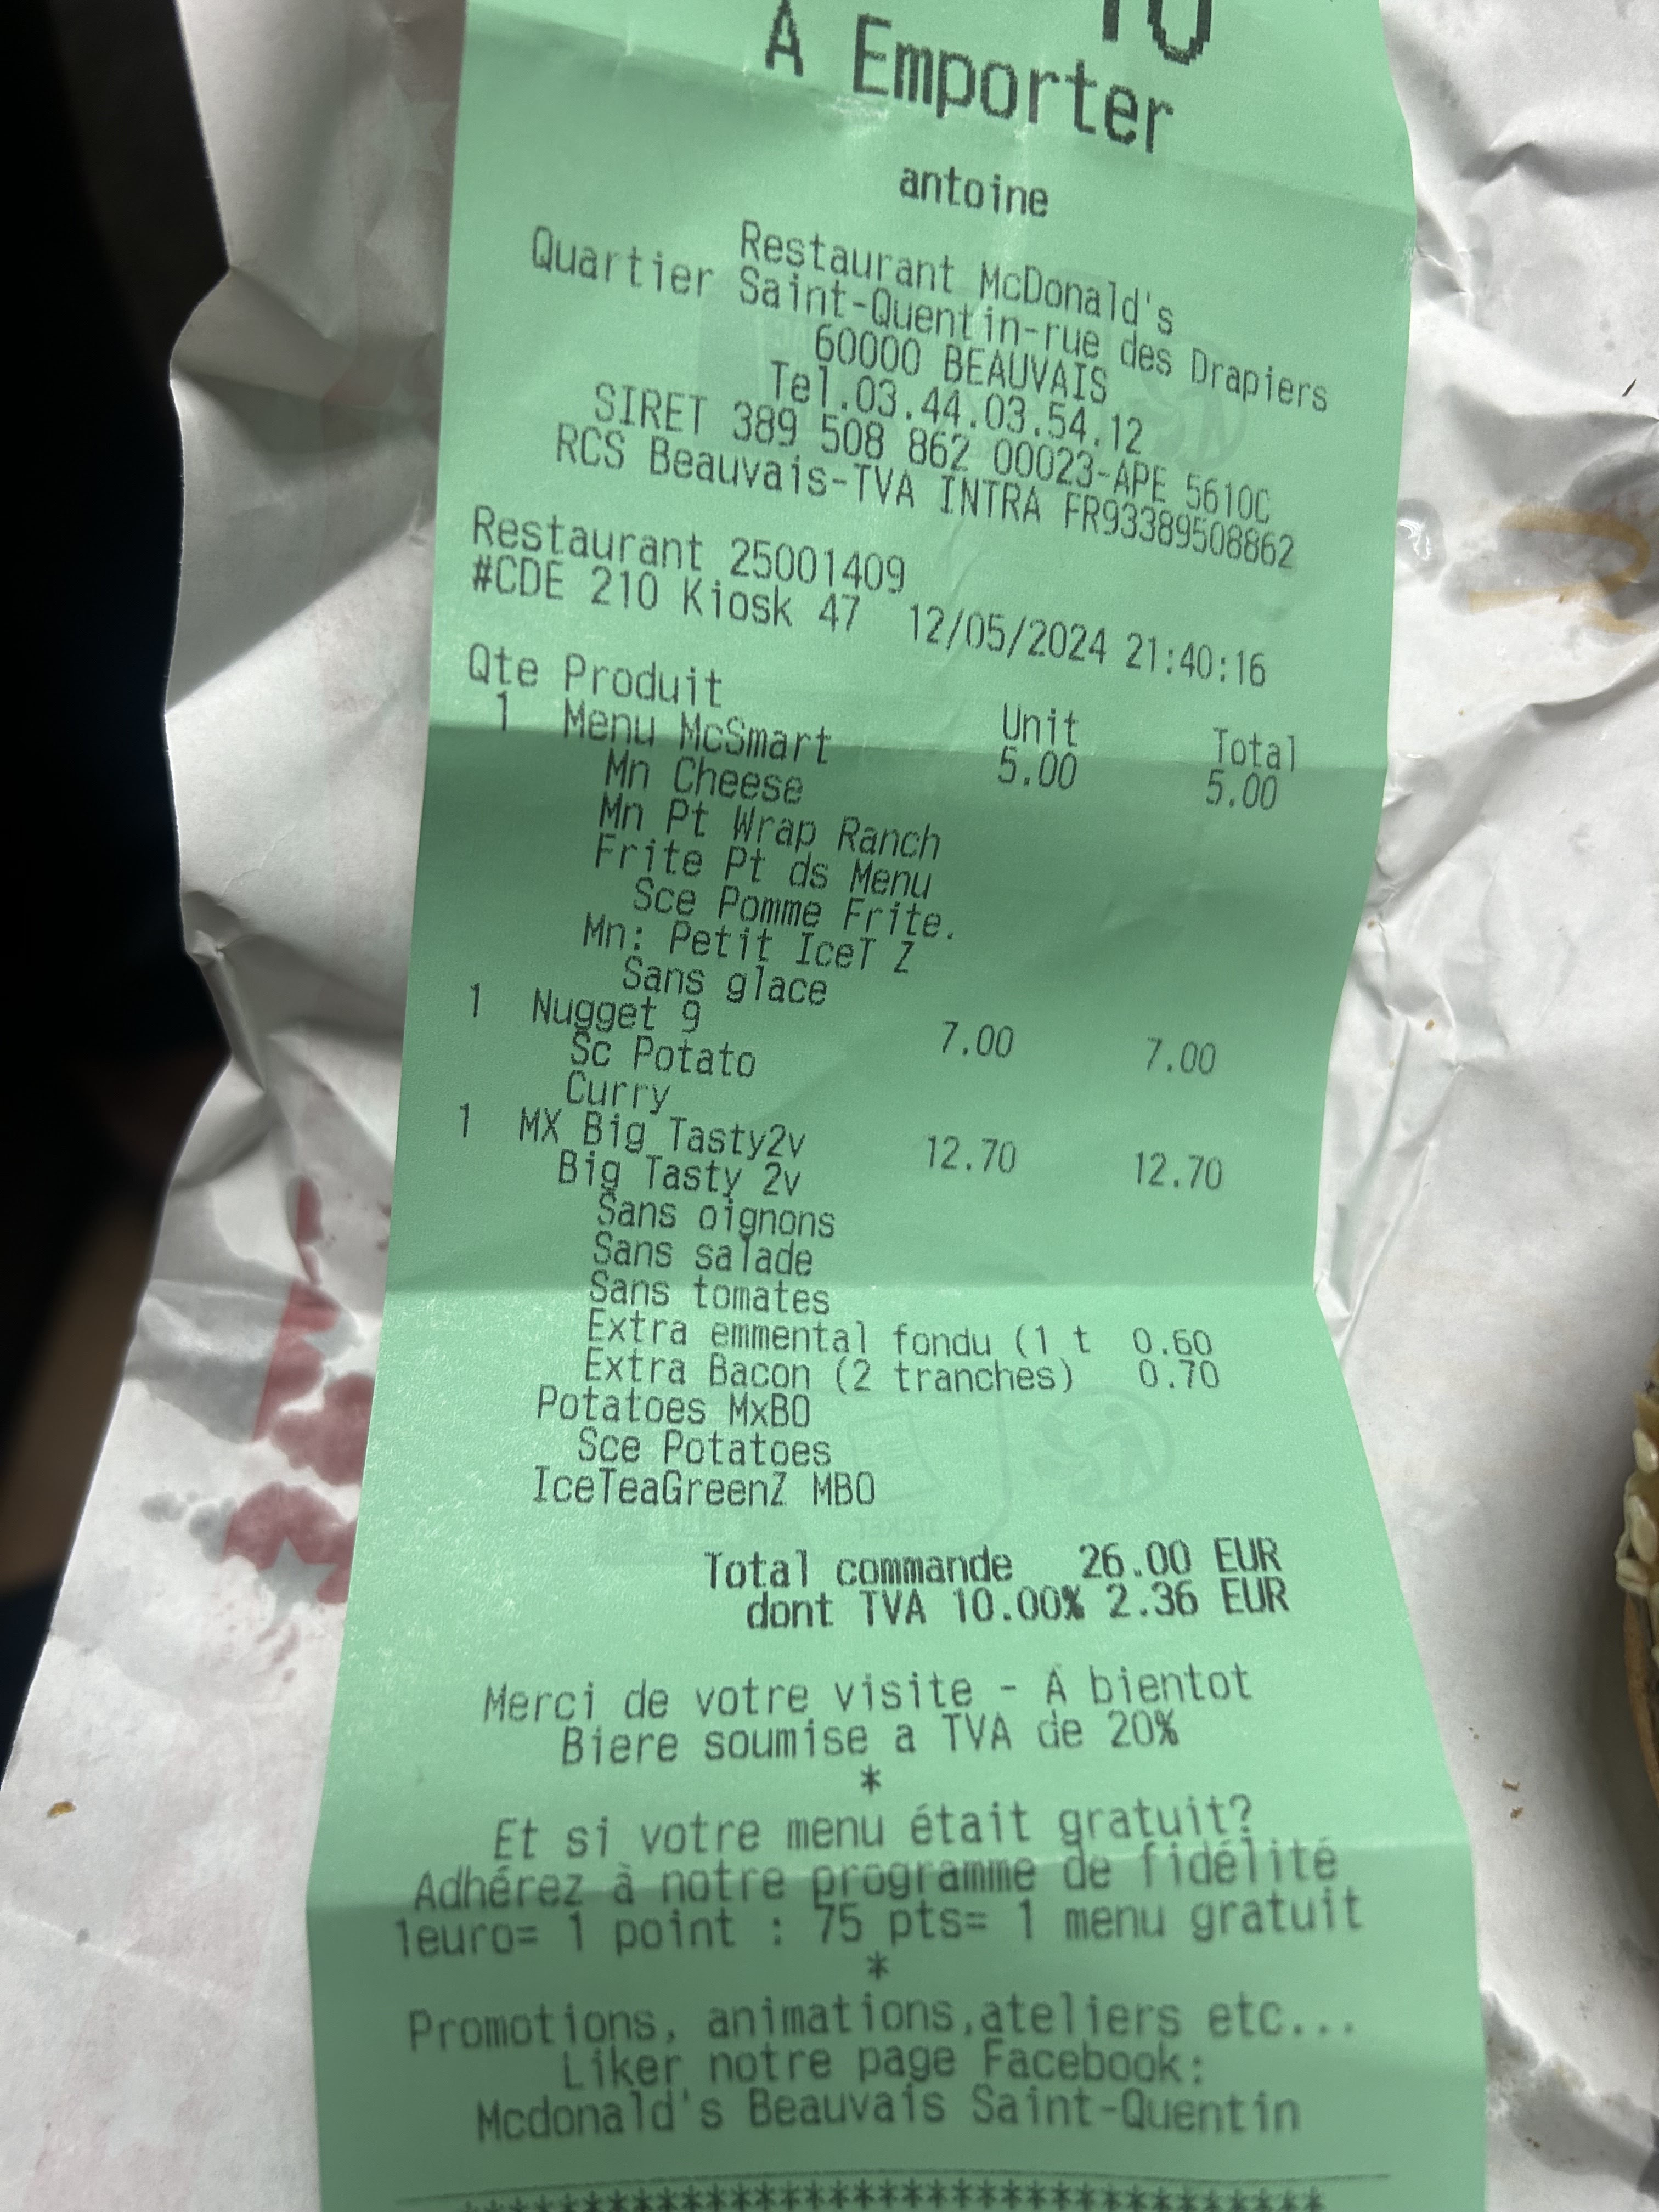 A Emporter
antoine
Restaurant McDonald's
Quartier Saint-Quentin-rue des Drapiers
60000 BEAUVAIS
Tel.03.44.03.54.12
SIRET 389 508 862 00023-APE 5610C
RCS Beauvais-TVA INTRA FR93389508862
Restaurant 25001409
#CDE 210 Kiosk 47 12/05/2024 21:40:16
Qte Produit Unit Total
1 Menu McSmart 5.00 5.00
Mn Cheese
Mn Pt Wrap Ranch
Frite Pt ds Menu
Sce Pomme Frite.
Mn: Petit IceT Z
Sans glace
1 Nugget 9 7.00 7.00
Sc Potato
Curry
1 MX Big Tasty2v 12.70 12.70
Big Tasty 2v
Sans oignons
Sans salade
Sans tomates
Extra emmental fondu (1 t 0.60
Extra Bacon (2 tranches) 0.70
Potatoes MxBO
Sce Potatoes
IceTeaGreenZ MBO
Total commande 26.00 EUR
dont TVA 10.00% 2.36 EUR
Merci de votre visite - A bientot
Biere soumise a TVA de 20%
*
Et si votre menu était gratuit?
Adhérez à notre programme de fidélité
1euro= 1 point : 75 pts= 1 menu gratuit
*
Promotions, animations,ateliers etc...
Liker notre page Facebook:
Mcdonald's Beauvais Saint-Quentin